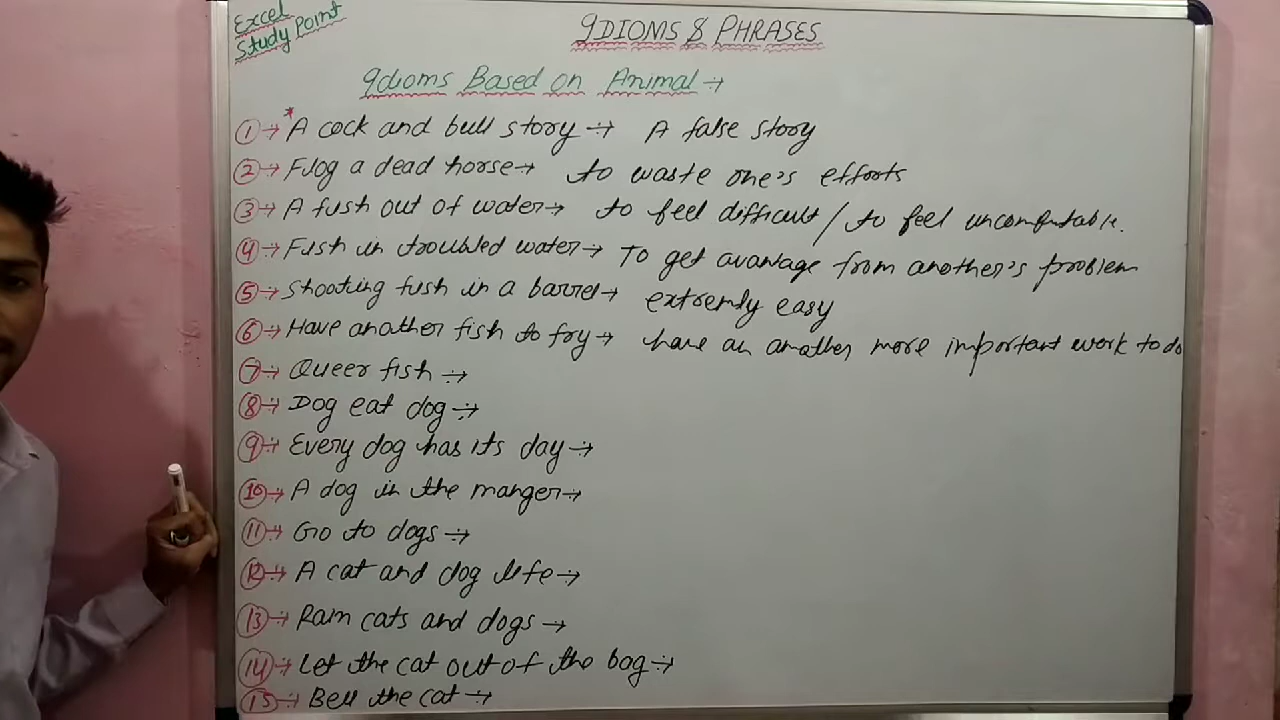 Excel
Study Point
IDIOMS & PHRASES
Idioms Based on Animal →
① → *A cock and bull story → A false story
② → Flog a dead horse → to waste one's efforts
③ → A fish out of water → to feel difficult / to feel uncomfortable.
④ → Fish in troubled water → To get avantage from another's problem
⑤ → Shooting fish in a barrel → extremly easy
⑥ → Have another fish to fry → have an another more important work to do
⑦ → Queer fish →
⑧ → Dog eat dog →
⑨ → Every dog has its day →
⑩ → A dog in the manger →
⑪ → Go to dogs →
⑫ → A cat and dog life →
⑬ → Rain cats and dogs →
⑭ → Let the cat out of the bag →
⑮ → Bell the cat →